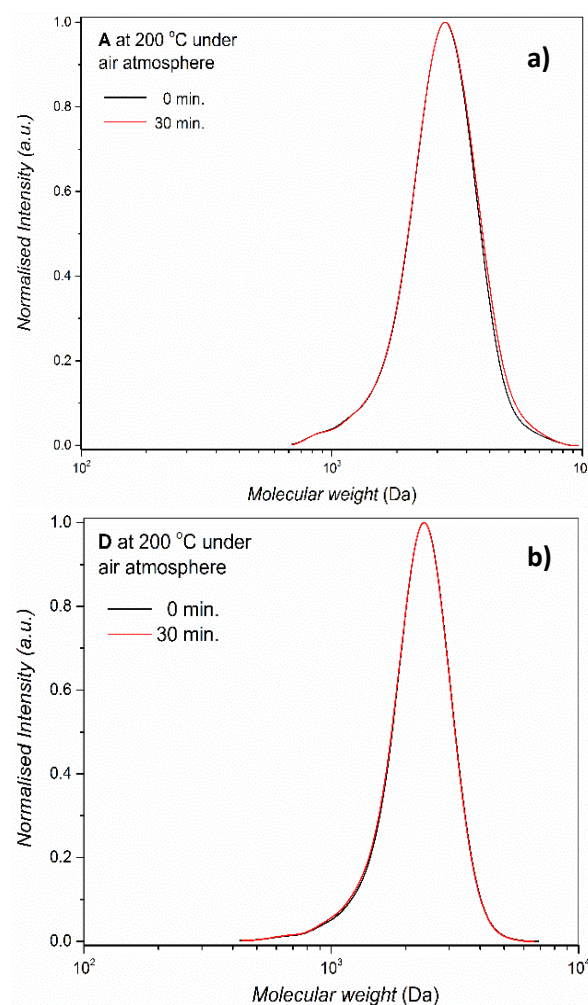 A at 200 °C under
air atmosphere
0 min.
30 min.
a)
1.0
0.8
0.6
0.4
0.2
0.0
Normalised Intensity (a.u.)
10²
10³
10
Molecular weight (Da)
D at 200 °C under
air atmosphere
0 min.
30 min.
b)
1.0
0.8
0.6
0.4
0.2
0.0
Normalised Intensity (a.u.)
10²
10³
10⁴
Molecular weight (Da)